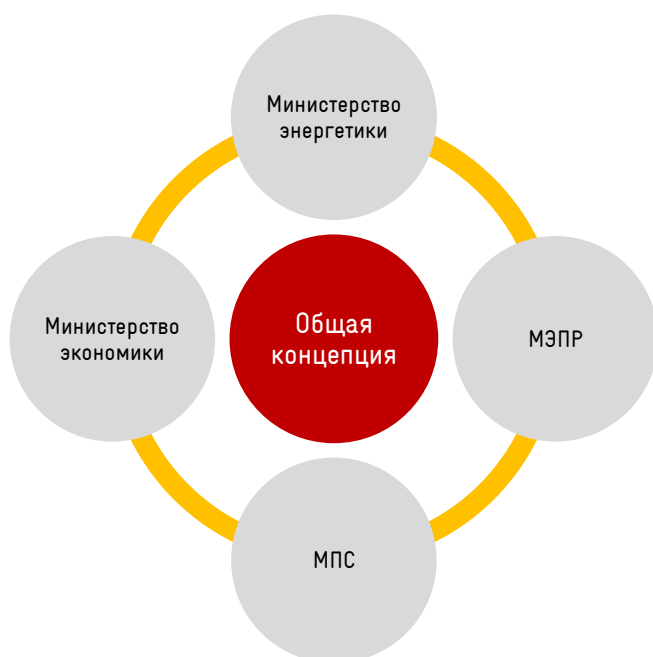 Министерство
энергетики
Министерство
экономики
Общая
концепция
МЭПР
МПС